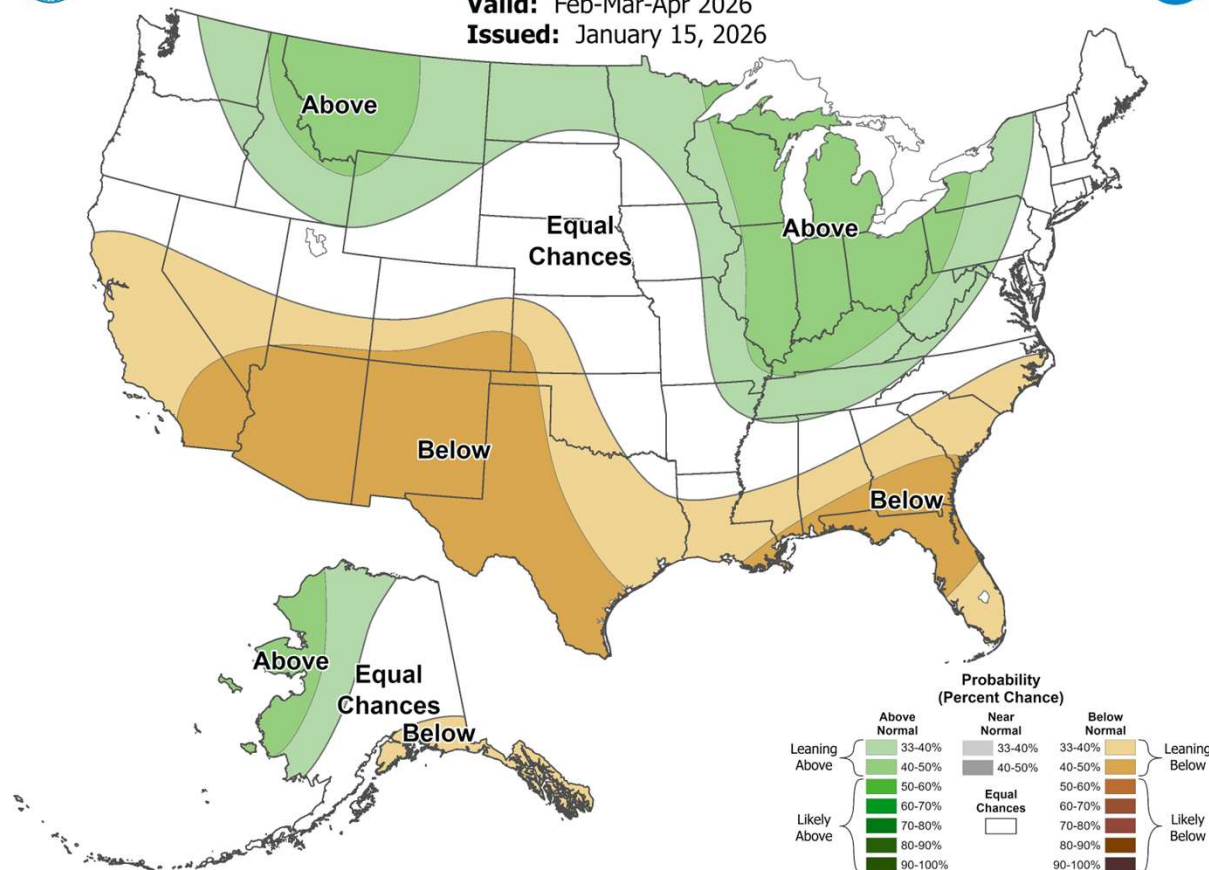 Valid: Feb-Mar-Apr 2026
Issued: January 15, 2026
Above
Equal
Chances
Above
Below
Below
Above
Equal
Chances
Below
Probability
(Percent Chance)
Above
Normal
Near
Normal
Below
Normal
Leaning
Above
33-40%
40-50%
50-60%
60-70%
70-80%
80-90%
90-100%
Likely
Above
33-40%
40-50%
Equal
Chances
33-40%
40-50%
50-60%
60-70%
70-80%
80-90%
90-100%
Leaning
Below
Likely
Below